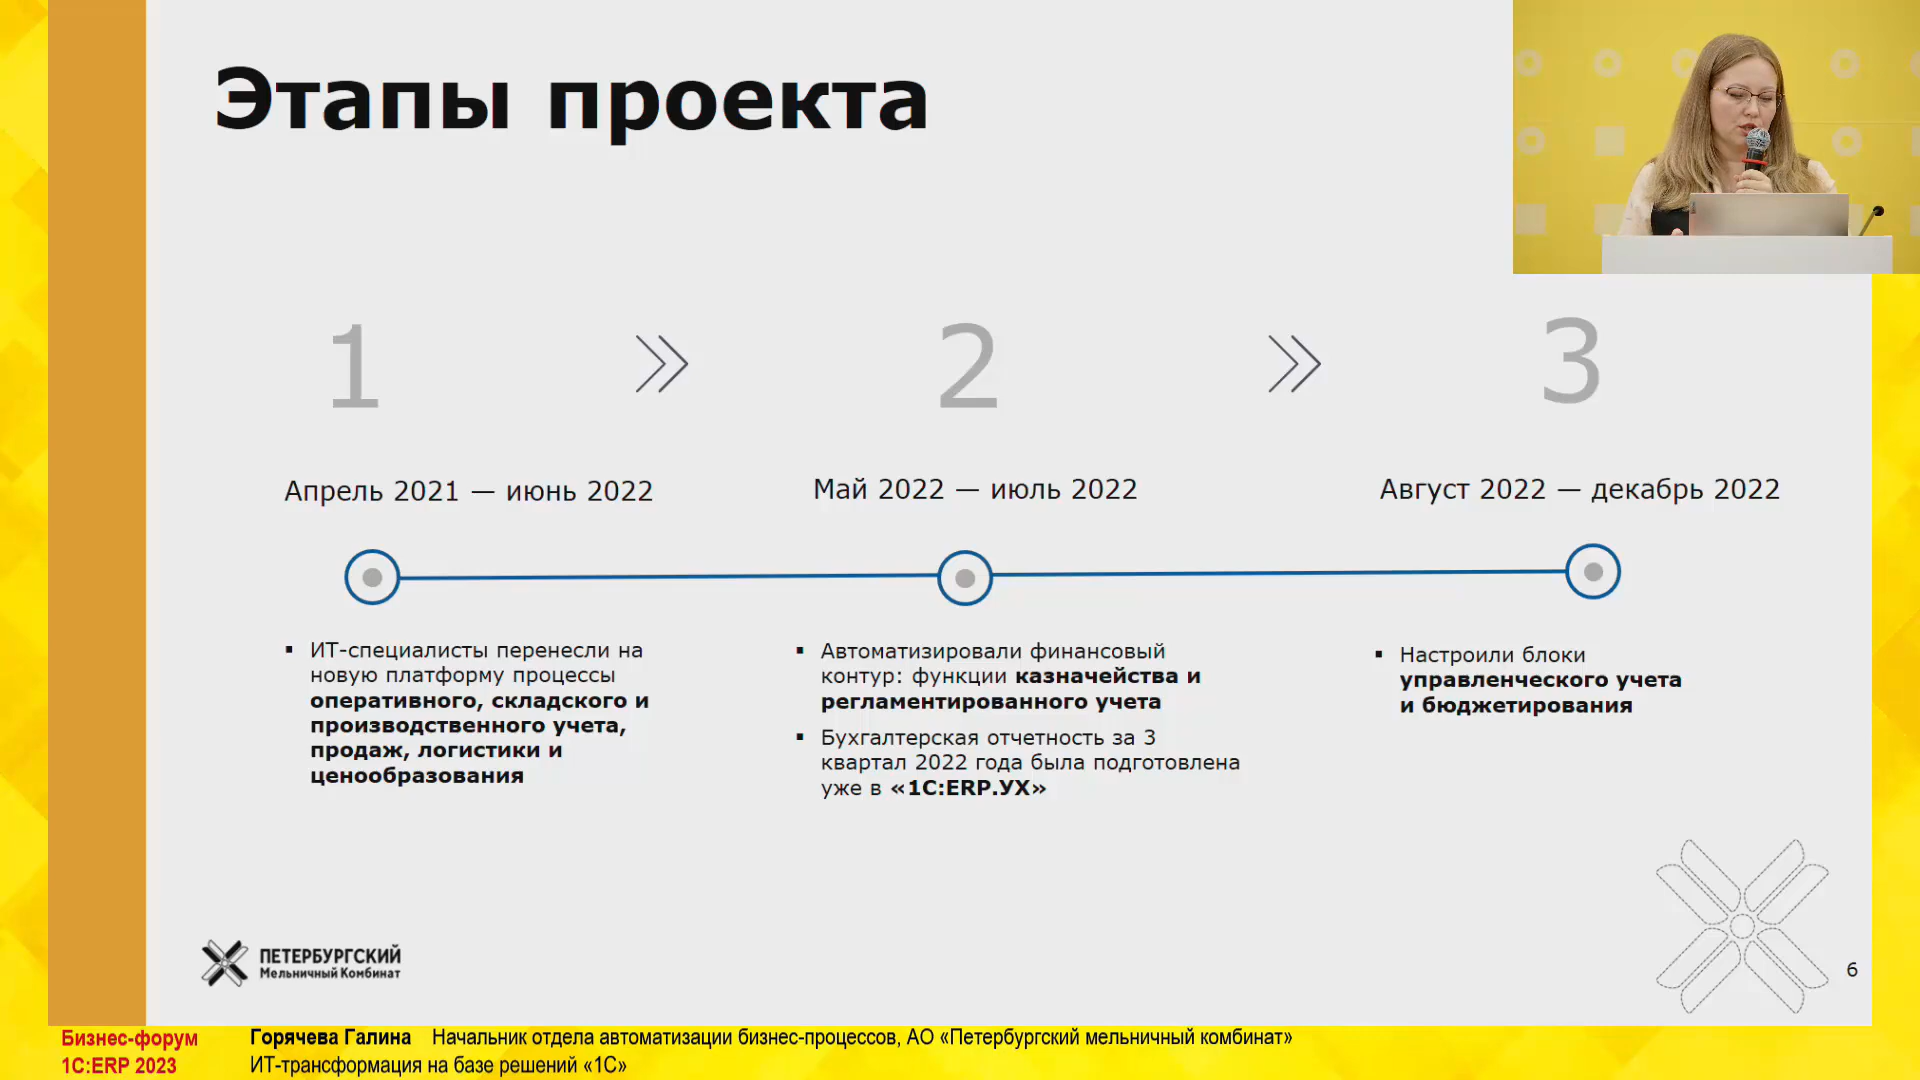 Этапы проекта
1
2
3
Апрель 2021 — июнь 2022
Май 2022 — июль 2022
Август 2022 — декабрь 2022
▪ ИТ-специалисты перенесли на
новую платформу процессы
оперативного, складского и
производственного учета,
продаж, логистики и
ценообразования
▪ Автоматизировали финансовый
контур: функции казначейства и
регламентированного учета
▪ Бухгалтерская отчетность за 3
квартал 2022 года была подготовлена
уже в «1С:ERP.УХ»
▪ Настроили блоки
управленческого учета
и бюджетирования
ПЕТЕРБУРГСКИЙ
Мельничный Комбинат
6
Бизнес-форум
1С:ERP 2023
Горячева Галина Начальник отдела автоматизации бизнес-процессов, АО «Петербургский мельничный комбинат»
ИТ-трансформация на базе решений «1С»